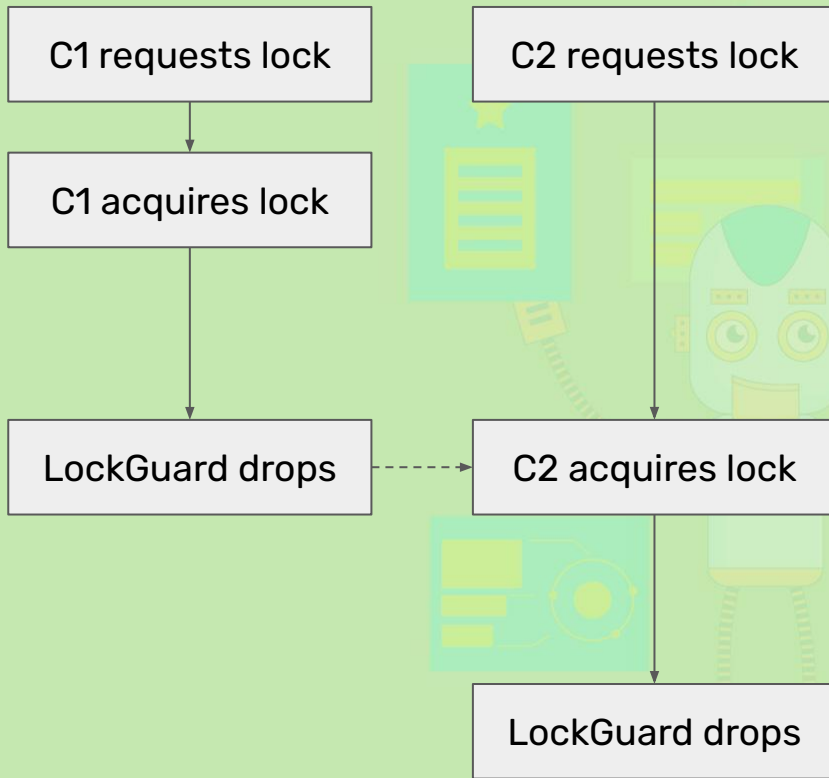 C1 requests lock
C2 requests lock
C1 acquires lock
LockGuard drops
C2 acquires lock
LockGuard drops